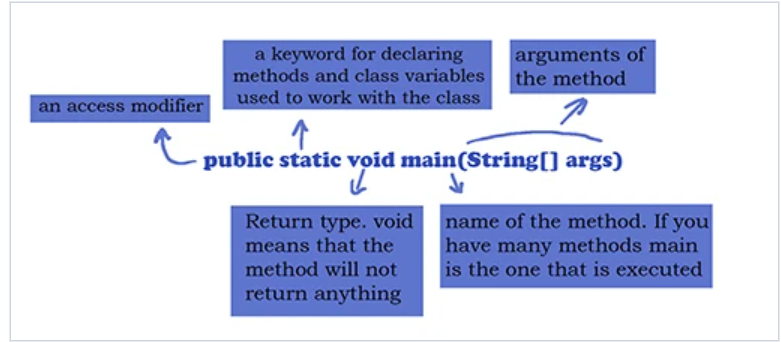 a keyword for declaring
methods and class variables
used to work with the class
arguments of
the method
an access modifier
public static void main(String[] args)
Return type. void
means that the
method will not
return anything
name of the method. If you
have many methods main
is the one that is executed